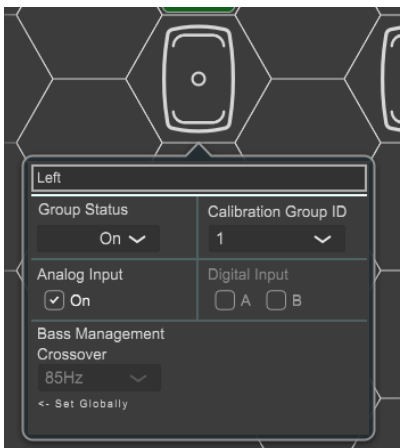 Left
Group Status
Calibration Group ID
On
1
Analog Input
Digital Input
On
A
B
Bass Management
Crossover
85Hz
<- Set Globally